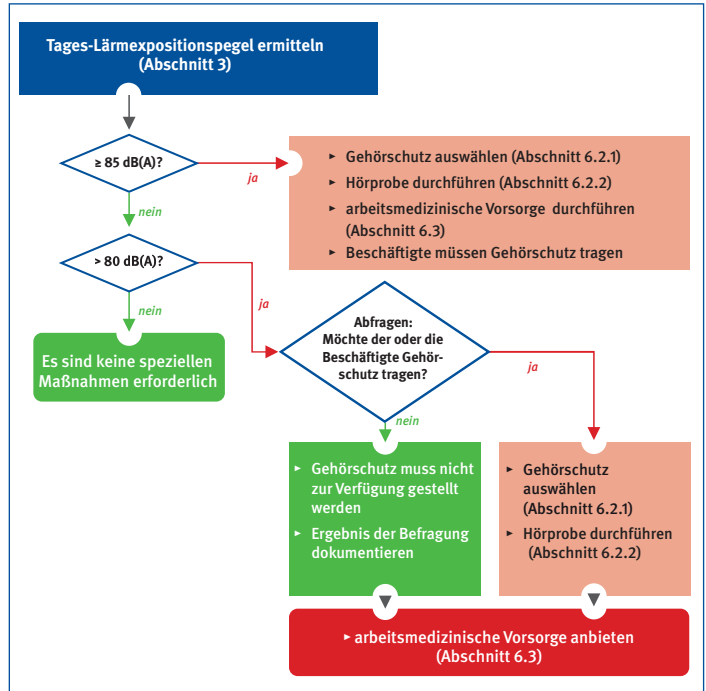 Tages-Lärmexpositionspegel ermitteln
(Abschnitt 3)
≥ 85 dB(A)?
ja
▸ Gehörschutz auswählen (Abschnitt 6.2.1)
▸ Hörprobe durchführen (Abschnitt 6.2.2)
▸ arbeitsmedizinische Vorsorge durchführen
(Abschnitt 6.3)
▸ Beschäftigte müssen Gehörschutz tragen
nein
> 80 dB(A)?
ja
nein
Es sind keine speziellen
Maßnahmen erforderlich
Abfragen:
Möchte der oder die
Beschäftigte Gehör-
schutz tragen?
ja
nein
▸ Gehörschutz muss nicht
zur Verfügung gestellt
werden
▸ Ergebnis der Befragung
dokumentieren
▸ Gehörschutz
auswählen
(Abschnitt 6.2.1)
▸ Hörprobe durchführen
(Abschnitt 6.2.2)
▸ arbeitsmedizinische Vorsorge anbieten
(Abschnitt 6.3)